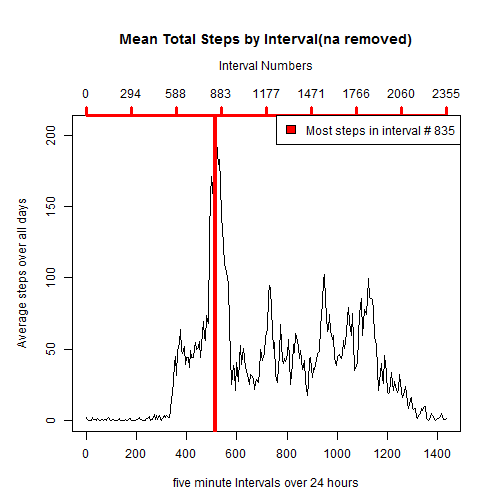 Mean Total Steps by Interval(na removed)
Interval Numbers
0 294 588 883 1177 1471 1766 2060 2355
Most steps in interval # 835
Average steps over all days
200
150
100
50
0
0 200 400 600 800 1000 1200 1400
five minute Intervals over 24 hours